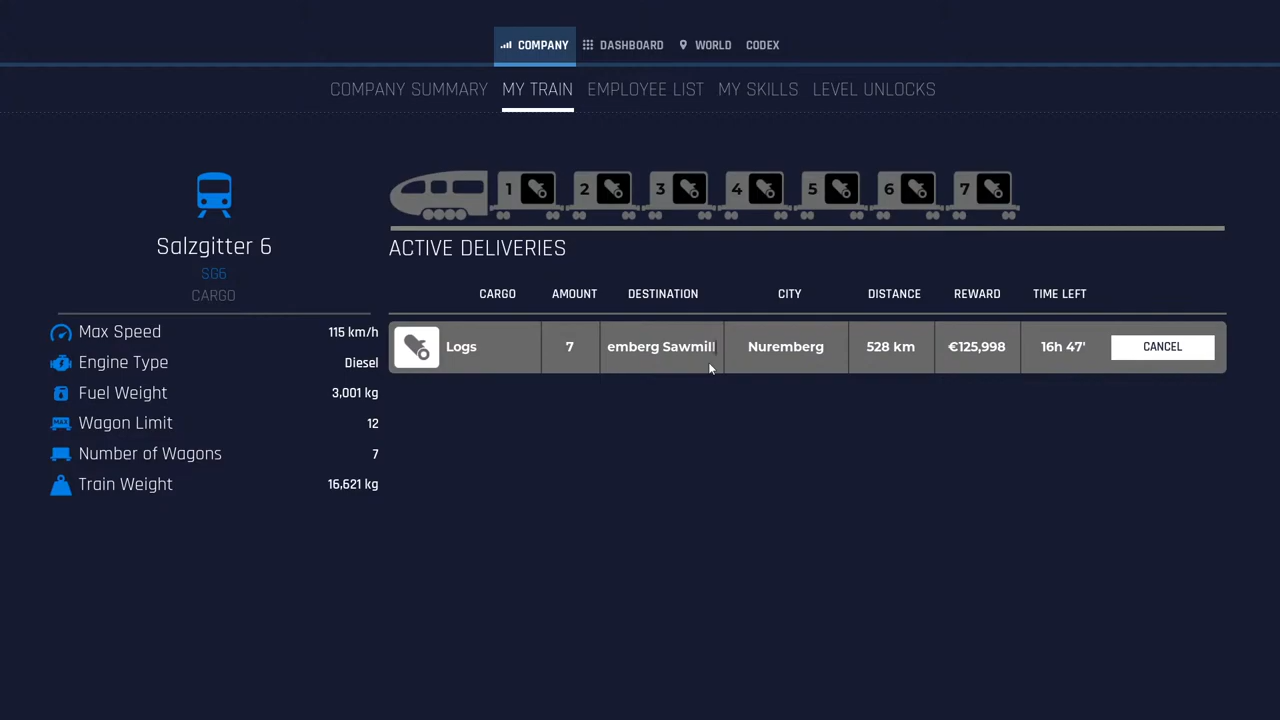 COMPANY DASHBOARD WORLD CODEX
COMPANY SUMMARY MY TRAIN EMPLOYEE LIST MY SKILLS LEVEL UNLOCKS
1 2 3 4 5 6 7
Salzgitter 6
SG6
CARGO
Max Speed 115 km/h
Engine Type Diesel
Fuel Weight 3,001 kg
MAX Wagon Limit 12
Number of Wagons 7
Train Weight 16,621 kg
ACTIVE DELIVERIES
CARGO AMOUNT DESTINATION CITY DISTANCE REWARD TIME LEFT
Logs 7 emberg Sawmill Nuremberg 528 km €125,998 16h 47' CANCEL